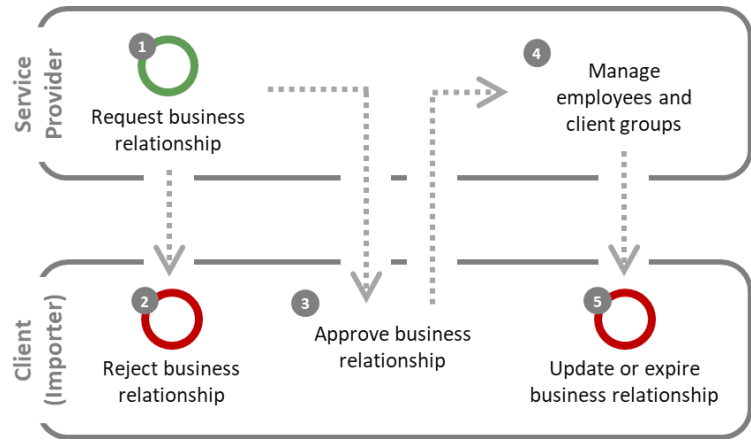 Service
Provider
1
Request business
relationship
4
Manage
employees and
client groups
Client
(Importer)
2
Reject business
relationship
3
Approve business
relationship
5
Update or expire
business relationship